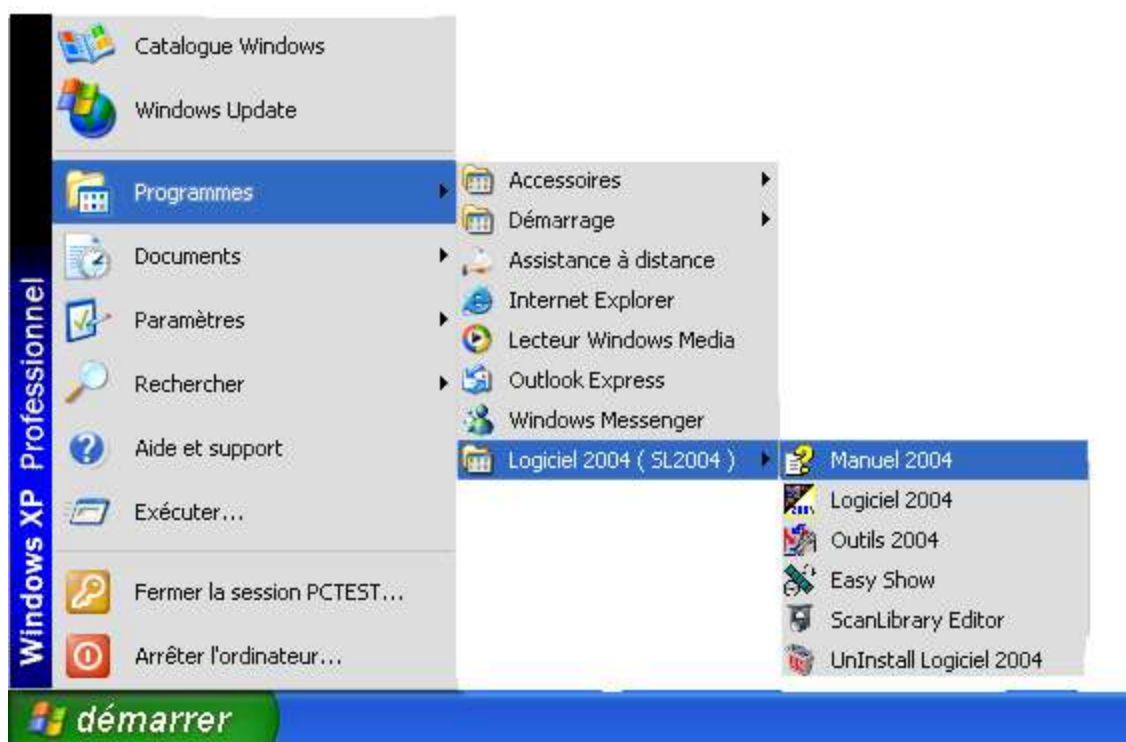 Catalogue Windows
Windows Update
Programmes
Documents
Paramètres
Rechercher
Aide et support
Exécuter...
Fermer la session PCTEST...
Arrêter l'ordinateur...
Windows XP Professionnel
démarrer
Accessoires
Démarrage
Assistance à distance
Internet Explorer
Lecteur Windows Media
Outlook Express
Windows Messenger
Logiciel 2004 ( SL2004 )
Manuel 2004
Logiciel 2004
Outils 2004
Easy Show
ScanLibrary Editor
UnInstall Logiciel 2004